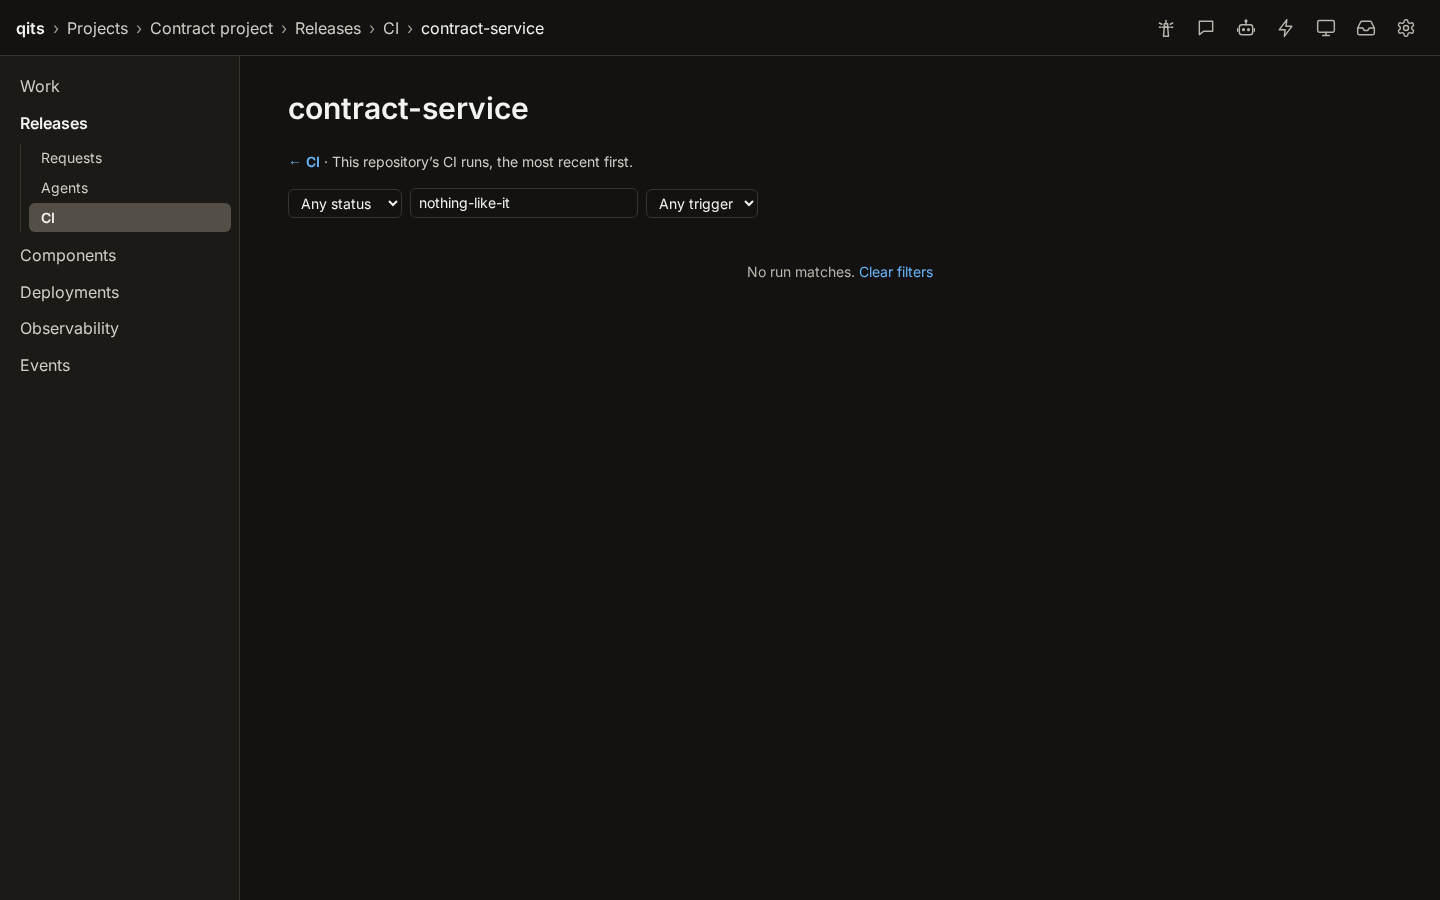 qits › Projects › Contract project › Releases › CI › contract-service
Work
Releases
Requests
Agents
CI
Components
Deployments
Observability
Events
contract-service
← CI · This repository’s CI runs, the most recent first.
Any status nothing-like-it Any trigger
No run matches. Clear filters